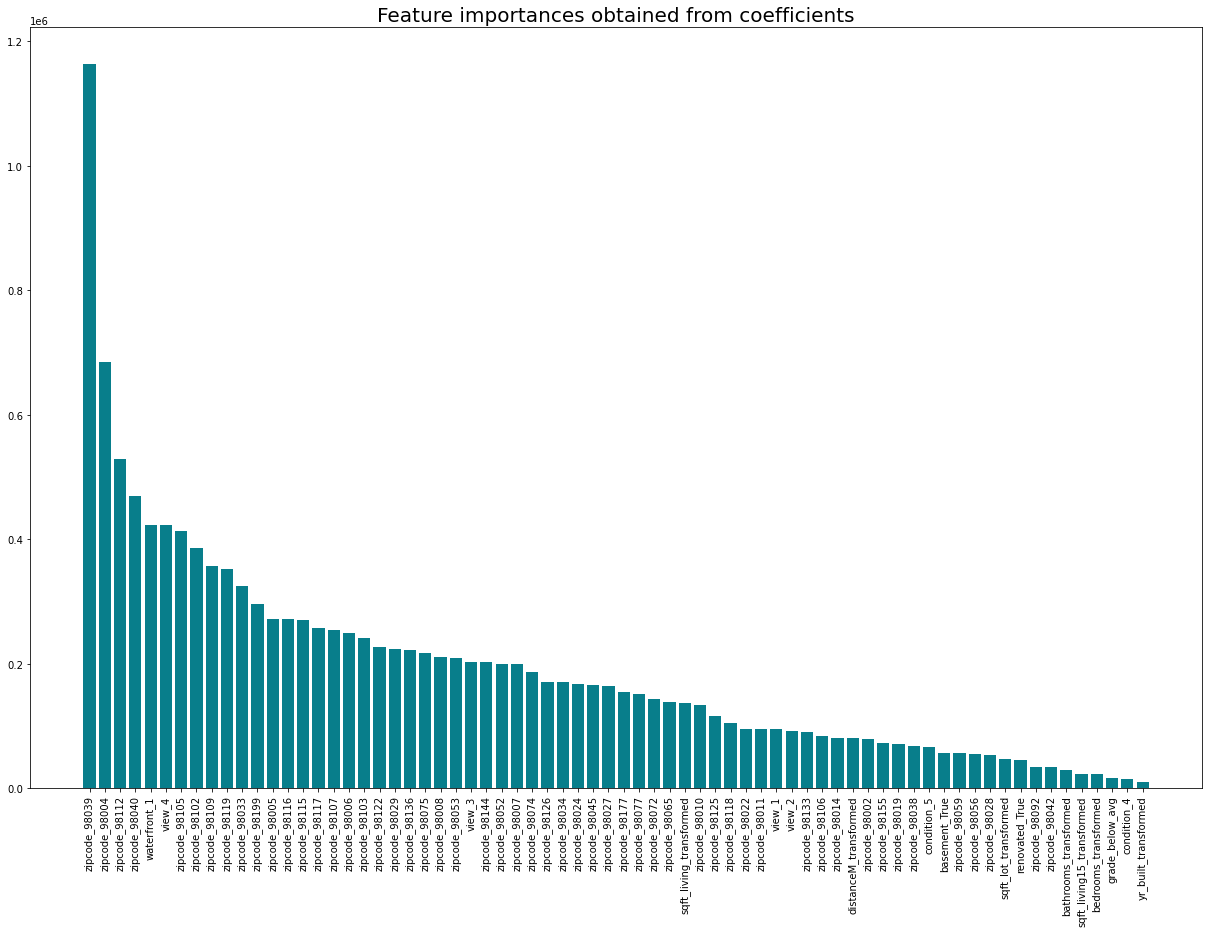 Feature importances obtained from coefficients
1e6
1.2
1.0
0.8
0.6
0.4
0.2
0.0
zipcode_98039
zipcode_98004
zipcode_98112
zipcode_98040
waterfront_1
view_4
zipcode_98105
zipcode_98102
zipcode_98109
zipcode_98119
zipcode_98033
zipcode_98199
zipcode_98005
zipcode_98116
zipcode_98115
zipcode_98117
zipcode_98107
zipcode_98006
zipcode_98103
zipcode_98122
zipcode_98029
zipcode_98136
zipcode_98075
zipcode_98008
zipcode_98053
view_3
zipcode_98144
zipcode_98052
zipcode_98007
zipcode_98074
zipcode_98126
zipcode_98034
zipcode_98024
zipcode_98045
zipcode_98027
zipcode_98177
zipcode_98077
zipcode_98072
zipcode_98065
sqft_living_transformed
zipcode_98010
zipcode_98125
zipcode_98118
zipcode_98022
zipcode_98011
view_1
view_2
zipcode_98133
zipcode_98106
zipcode_98014
distanceM_transformed
zipcode_98002
zipcode_98155
zipcode_98019
zipcode_98038
condition_5
basement_True
zipcode_98059
zipcode_98056
zipcode_98028
sqft_lot_transformed
renovated_True
zipcode_98092
zipcode_98042
bathrooms_transformed
sqft_living15_transformed
bedrooms_transformed
grade_below_avg
condition_4
yr_built_transformed